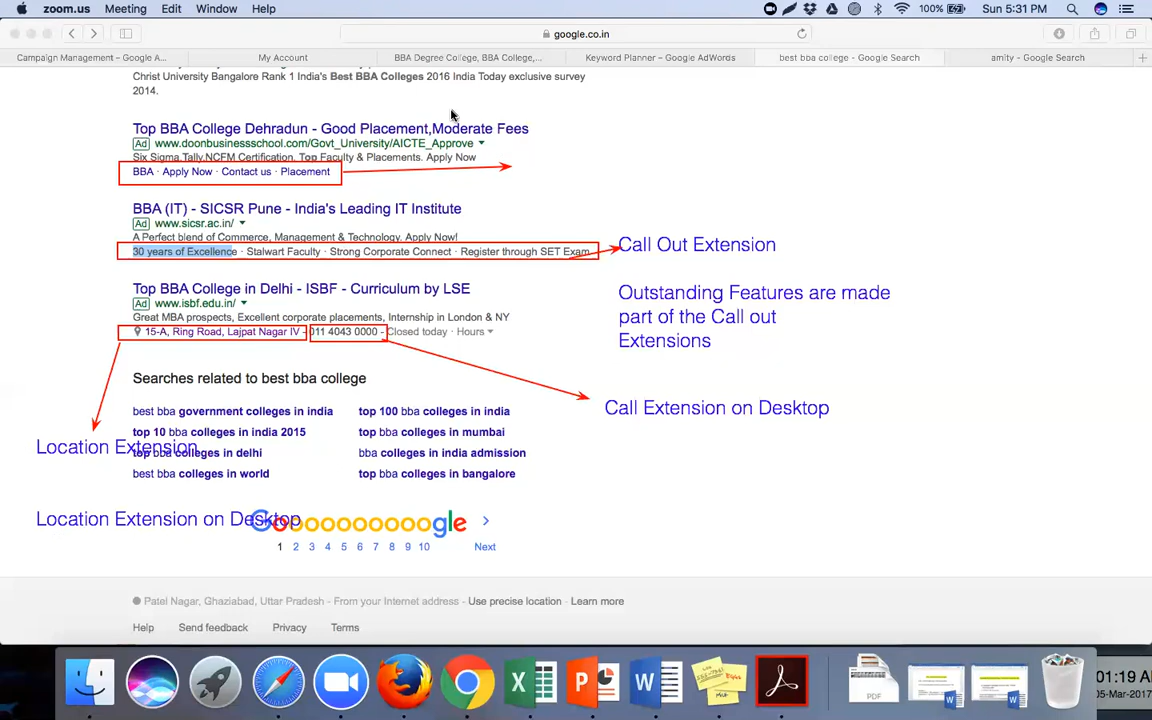 zoom.us Meeting Edit Window Help 100% Sun 5:31 PM
google.co.in
Campaign Management – Google A... My Account BBA Degree College, BBA College,... Keyword Planner – Google AdWords best bba college - Google Search amity - Google Search
Christ University Bangalore Rank 1 India's Best BBA Colleges 2016 India Today exclusive survey
2014.
Top BBA College Dehradun - Good Placement,Moderate Fees
Ad www.doonbusinessschool.com/Govt_University/AICTE_Approve
Six Sigma,Tally,NCFM Certification, Top Faculty & Placements. Apply Now
BBA · Apply Now · Contact us · Placement
BBA (IT) - SICSR Pune - India's Leading IT Institute
Ad www.sicsr.ac.in/
A Perfect blend of Commerce, Management & Technology. Apply Now!
30 years of Excellence · Stalwart Faculty · Strong Corporate Connect · Register through SET Exam
Call Out Extension
Top BBA College in Delhi - ISBF - Curriculum by LSE
Ad www.isbf.edu.in/
Great MBA prospects, Excellent corporate placements, Internship in London & NY
15-A, Ring Road, Lajpat Nagar IV - 011 4043 0000 - Closed today · Hours
Outstanding Features are made
part of the Call out
Extensions
Searches related to best bba college
Call Extension on Desktop
best bba government colleges in india top 100 bba colleges in india
top 10 bba colleges in india 2015 top bba colleges in mumbai
Location Extension
top bba colleges in delhi bba colleges in india admission
best bba colleges in world top bba colleges in bangalore
Location Extension on Desktop
Goooooooooogle
1 2 3 4 5 6 7 8 9 10 Next
Patel Nagar, Ghaziabad, Uttar Pradesh - From your Internet address - Use precise location - Learn more
Help Send feedback Privacy Terms
PDF
01:19 AM
05-Mar-2017